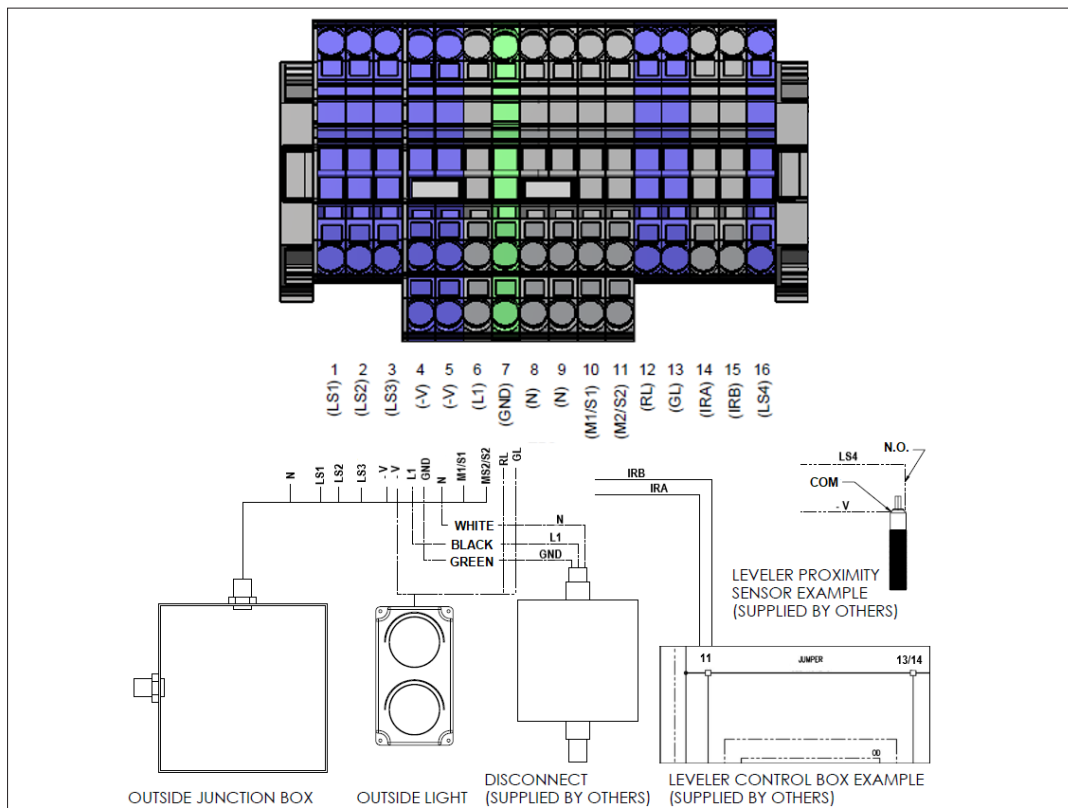 1 2 3 4 5 6 7 8 9 10 11 12 13 14 15 16
(LS1) (LS2) (LS3) (-V) (-V) (L1) (GND) (N) (N) (M1/S1) (M2/S2) (RL) (GL) (IRA) (IRB) (LS4)
N LS1 LS2 LS3 - V - V L1 GND N M1/S1 MS2/S2 RL GL
WHITE N
BLACK L1
GREEN GND
IRB
IRA
N.O.
LS4
COM
- V
LEVELER PROXIMITY
SENSOR EXAMPLE
(SUPPLIED BY OTHERS)
11 JUMPER 13/14
OUTSIDE JUNCTION BOX
OUTSIDE LIGHT
DISCONNECT
(SUPPLIED BY OTHERS)
LEVELER CONTROL BOX EXAMPLE
(SUPPLIED BY OTHERS)